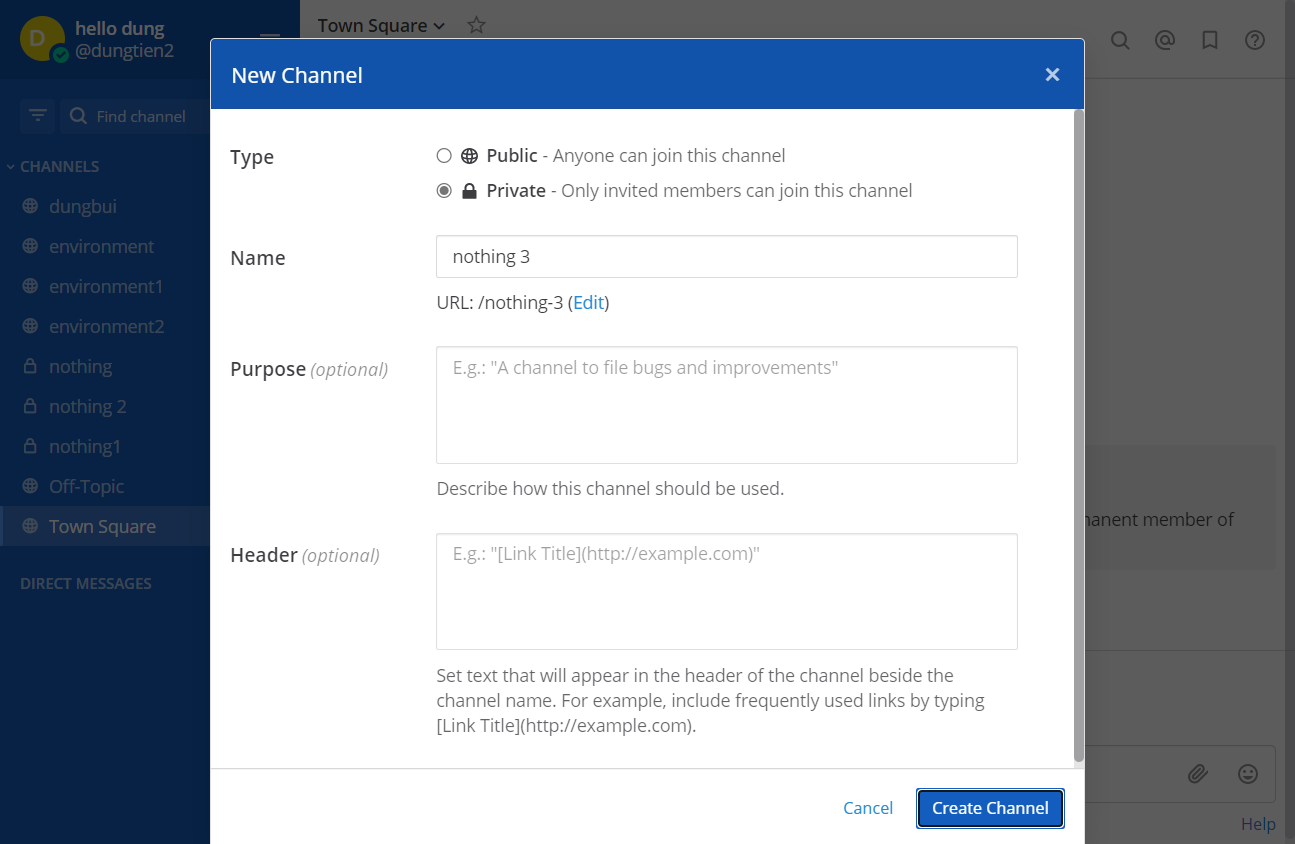 hello dung
@dungtien2
Town Square
Find channel
CHANNELS
dungbui
environment
environment1
environment2
nothing
nothing 2
nothing1
Off-Topic
Town Square
DIRECT MESSAGES
New Channel
Type
Public - Anyone can join this channel
Private - Only invited members can join this channel
Name
nothing 3
URL: /nothing-3 (Edit)
Purpose (optional)
E.g.: "A channel to file bugs and improvements"
Describe how this channel should be used.
Header (optional)
E.g.: "[Link Title](http://example.com)"
Set text that will appear in the header of the channel beside the
channel name. For example, include frequently used links by typing
[Link Title](http://example.com).
Cancel
Create Channel
member of
Help
D